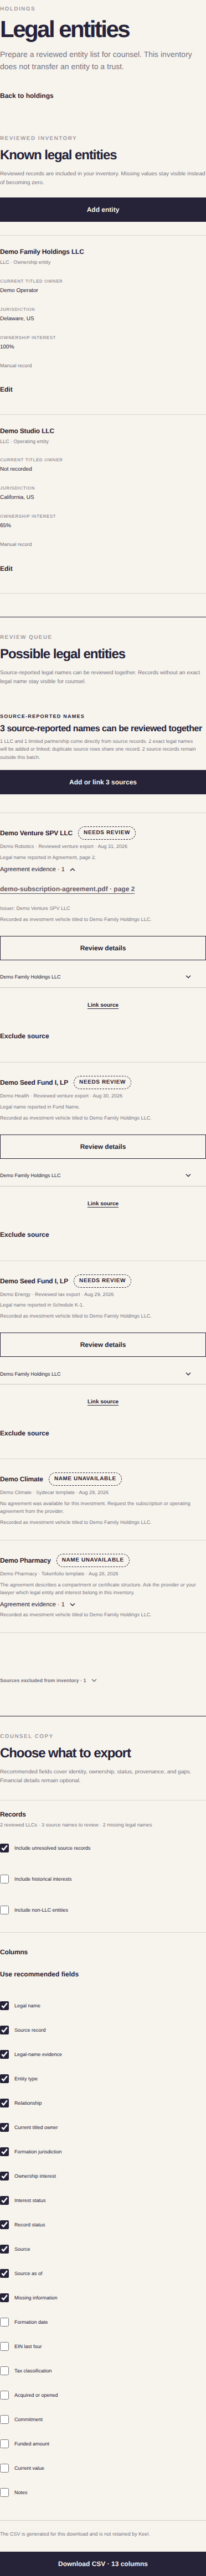 HOLDINGS
Legal entities
Prepare a reviewed entity list for counsel. This inventory
does not transfer an entity to a trust.
Back to holdings
REVIEWED INVENTORY
Known legal entities
Reviewed records are included in your inventory. Missing values stay visible instead
of becoming zero.
Add entity
Demo Family Holdings LLC
LLC · Ownership entity
CURRENT TITLED OWNER
Demo Operator
JURISDICTION
Delaware, US
OWNERSHIP INTEREST
100%
Manual record
Edit
Demo Studio LLC
LLC · Operating entity
CURRENT TITLED OWNER
Not recorded
JURISDICTION
California, US
OWNERSHIP INTEREST
65%
Manual record
Edit
REVIEW QUEUE
Possible legal entities
Source-reported legal names can be reviewed together. Records without an exact
legal name stay visible for counsel.
SOURCE-REPORTED NAMES
3 source-reported names can be reviewed together
1 LLC and 1 limited partnership come directly from source records. 2 exact legal names
will be added or linked; duplicate source rows share one record. 2 source records remain
outside this batch.
Add or link 3 sources
Demo Venture SPV LLC NEEDS REVIEW
Demo Robotics · Reviewed venture export · Aug 31, 2026
Legal name reported in Agreement, page 2.
Agreement evidence · 1
demo-subscription-agreement.pdf · page 2
Issuer: Demo Venture SPV LLC
Recorded as investment vehicle titled to Demo Family Holdings LLC.
Review details
Demo Family Holdings LLC
Link source
Exclude source
Demo Seed Fund I, LP NEEDS REVIEW
Demo Health · Reviewed venture export · Aug 30, 2026
Legal name reported in Fund Name.
Recorded as investment vehicle titled to Demo Family Holdings LLC.
Review details
Demo Family Holdings LLC
Link source
Exclude source
Demo Seed Fund I, LP NEEDS REVIEW
Demo Energy · Reviewed tax export · Aug 29, 2026
Legal name reported in Schedule K-1.
Recorded as investment vehicle titled to Demo Family Holdings LLC.
Review details
Demo Family Holdings LLC
Link source
Exclude source
Demo Climate NAME UNAVAILABLE
Demo Climate · Sydecar template · Aug 29, 2026
No agreement was available for this investment. Request the subscription or operating
agreement from the provider.
Recorded as investment vehicle titled to Demo Family Holdings LLC.
Demo Pharmacy NAME UNAVAILABLE
Demo Pharmacy · Tokenfolio template · Aug 28, 2026
The agreement describes a compartment or certificate structure. Ask the provider or your
lawyer which legal entity and interest belong in this inventory.
Agreement evidence · 1
Recorded as investment vehicle titled to Demo Family Holdings LLC.
Sources excluded from inventory · 1
COUNSEL COPY
Choose what to export
Recommended fields cover identity, ownership, status, provenance, and gaps.
Financial details remain optional.
Records
2 reviewed LLCs · 3 source names to review · 2 missing legal names
Include unresolved source records
Include historical interests
Include non-LLC entities
Columns
Use recommended fields
Legal name
Source record
Legal-name evidence
Entity type
Relationship
Current titled owner
Formation jurisdiction
Ownership interest
Interest status
Record status
Source
Source as of
Missing information
Formation date
EIN last four
Tax classification
Acquired or opened
Commitment
Funded amount
Current value
Notes
The CSV is generated for this download and is not retained by Keel.
Download CSV · 13 columns